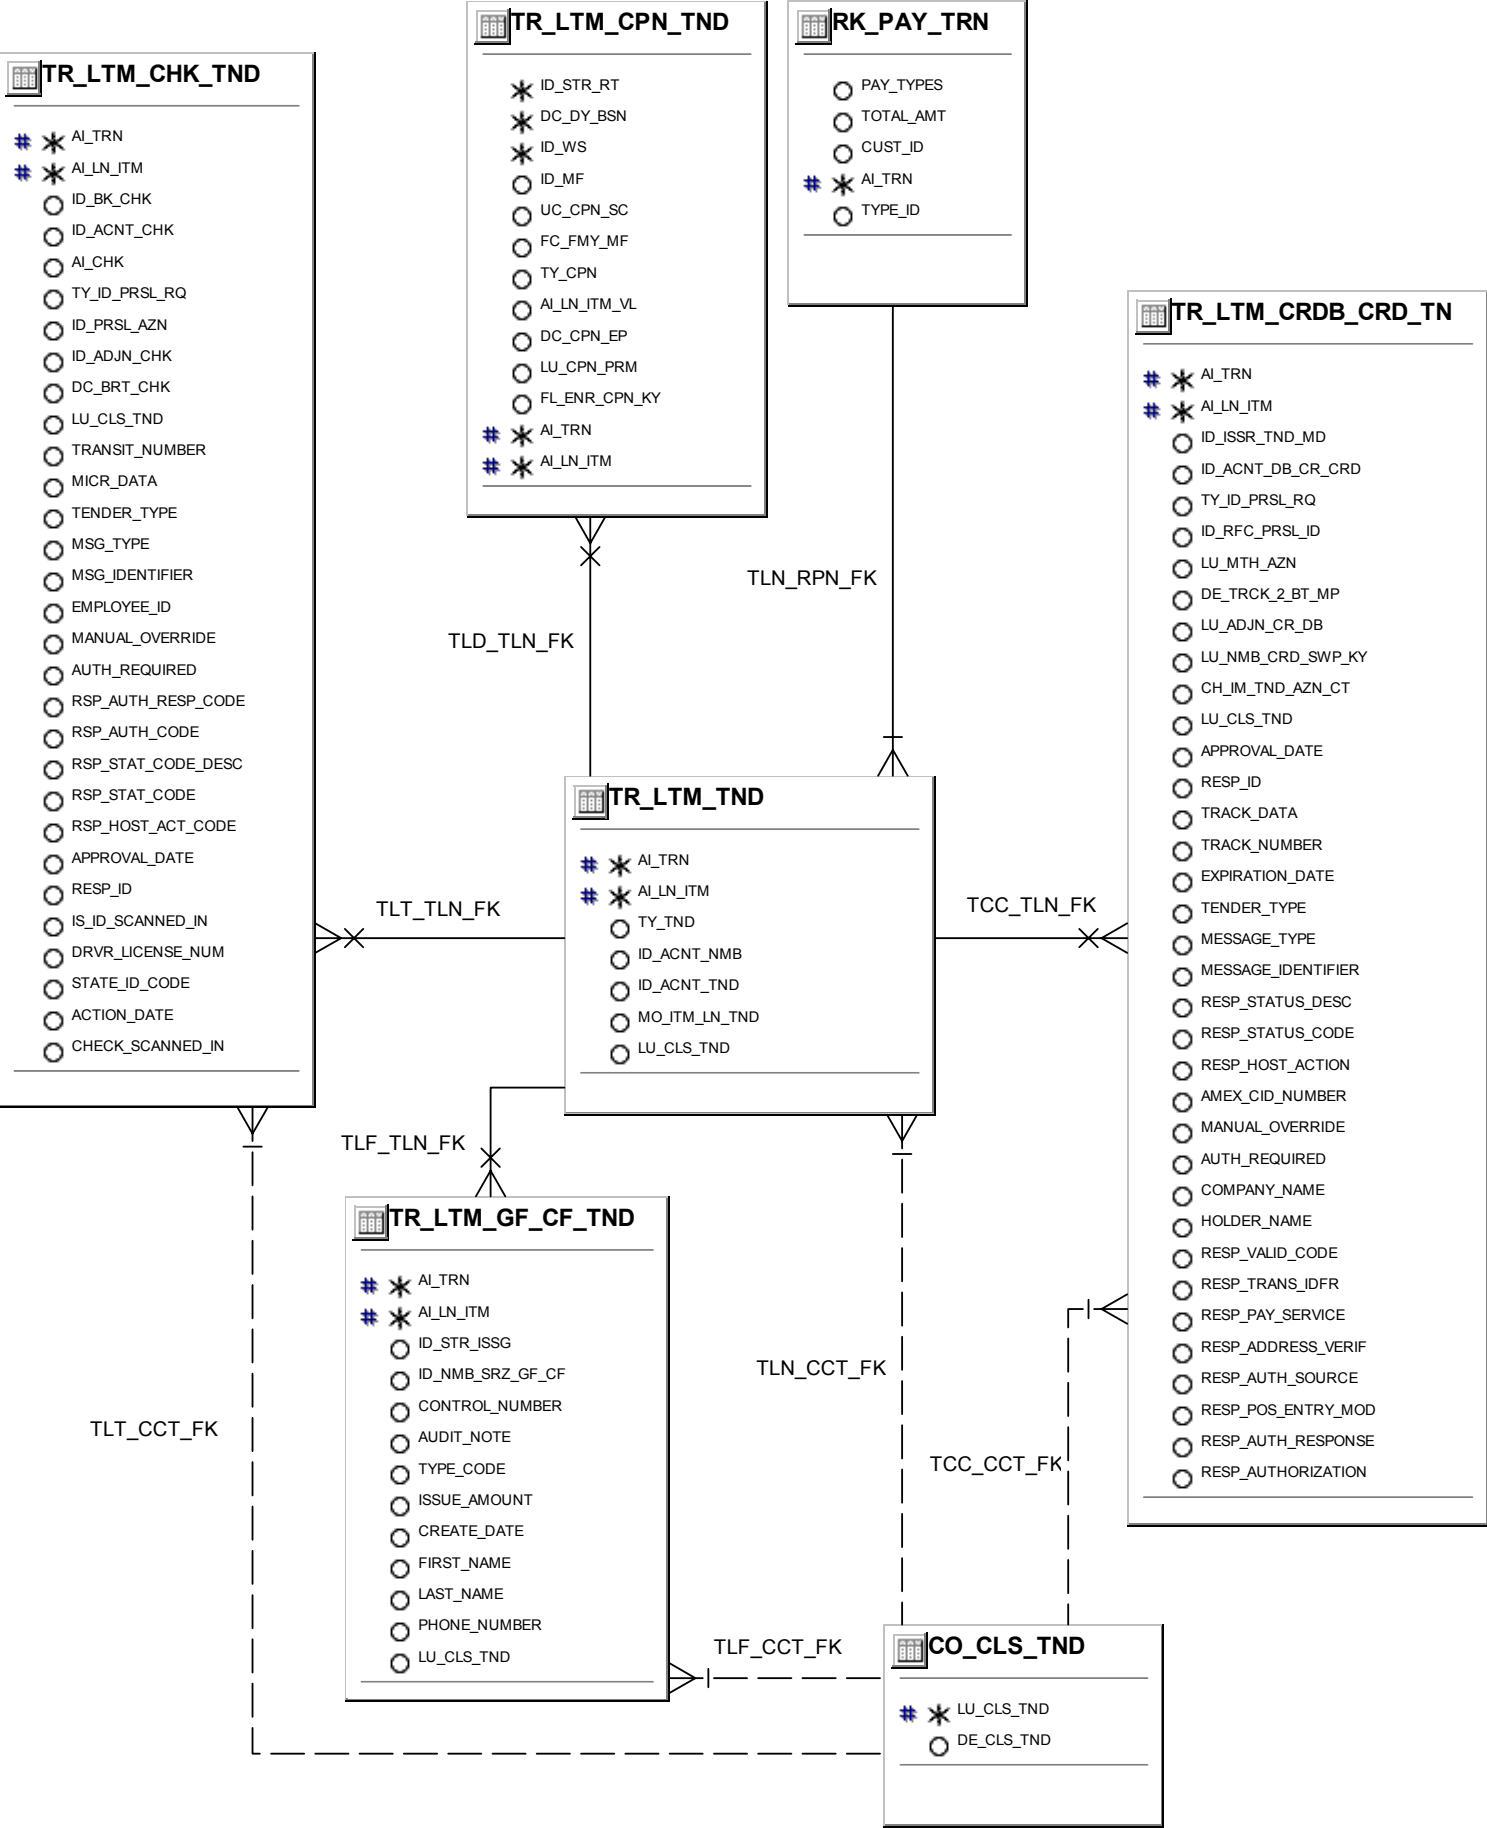 TR_LTM_CHK_TND
# * AI_TRN
# * AI_LN_ITM
ID_BK_CHK
ID_ACNT_CHK
AI_CHK
TY_ID_PRSL_RQ
ID_PRSL_AZN
ID_ADJN_CHK
DC_BRT_CHK
LU_CLS_TND
TRANSIT_NUMBER
MICR_DATA
TENDER_TYPE
MSG_TYPE
MSG_IDENTIFIER
EMPLOYEE_ID
MANUAL_OVERRIDE
AUTH_REQUIRED
RSP_AUTH_RESP_CODE
RSP_AUTH_CODE
RSP_STAT_CODE_DESC
RSP_STAT_CODE
RSP_HOST_ACT_CODE
APPROVAL_DATE
RESP_ID
IS_ID_SCANNED_IN
DRVR_LICENSE_NUM
STATE_ID_CODE
ACTION_DATE
CHECK_SCANNED_IN
TR_LTM_CPN_TND
* ID_STR_RT
* DC_DY_BSN
* ID_WS
ID_MF
UC_CPN_SC
FC_FMY_MF
TY_CPN
AI_LN_ITM_VL
DC_CPN_EP
LU_CPN_PRM
FL_ENR_CPN_KY
# * AI_TRN
# * AI_LN_ITM
RK_PAY_TRN
PAY_TYPES
TOTAL_AMT
CUST_ID
# * AI_TRN
TYPE_ID
TR_LTM_CRDB_CRD_TN
# * AI_TRN
# * AI_LN_ITM
ID_ISSR_TND_MD
ID_ACNT_DB_CR_CRD
TY_ID_PRSL_RQ
ID_RFC_PRSL_ID
LU_MTH_AZN
DE_TRCK_2_BT_MP
LU_ADJN_CR_DB
LU_NMB_CRD_SWP_KY
CH_IM_TND_AZN_CT
LU_CLS_TND
APPROVAL_DATE
RESP_ID
TRACK_DATA
TRACK_NUMBER
EXPIRATION_DATE
TENDER_TYPE
MESSAGE_TYPE
MESSAGE_IDENTIFIER
RESP_STATUS_DESC
RESP_STATUS_CODE
RESP_HOST_ACTION
AMEX_CID_NUMBER
MANUAL_OVERRIDE
AUTH_REQUIRED
COMPANY_NAME
HOLDER_NAME
RESP_VALID_CODE
RESP_TRANS_IDFR
RESP_PAY_SERVICE
RESP_ADDRESS_VERIF
RESP_AUTH_SOURCE
RESP_POS_ENTRY_MOD
RESP_AUTH_RESPONSE
RESP_AUTHORIZATION
TLN_RPN_FK
TLD_TLN_FK
TR_LTM_TND
# * AI_TRN
# * AI_LN_ITM
TY_TND
ID_ACNT_NMB
ID_ACNT_TND
MO_ITM_LN_TND
LU_CLS_TND
TLT_TLN_FK
TCC_TLN_FK
TLF_TLN_FK
TR_LTM_GF_CF_TND
# * AI_TRN
# * AI_LN_ITM
ID_STR_ISSG
ID_NMB_SRZ_GF_CF
CONTROL_NUMBER
AUDIT_NOTE
TYPE_CODE
ISSUE_AMOUNT
CREATE_DATE
FIRST_NAME
LAST_NAME
PHONE_NUMBER
LU_CLS_TND
TLN_CCT_FK
TLT_CCT_FK
TCC_CCT_FK
TLF_CCT_FK
CO_CLS_TND
# * LU_CLS_TND
DE_CLS_TND